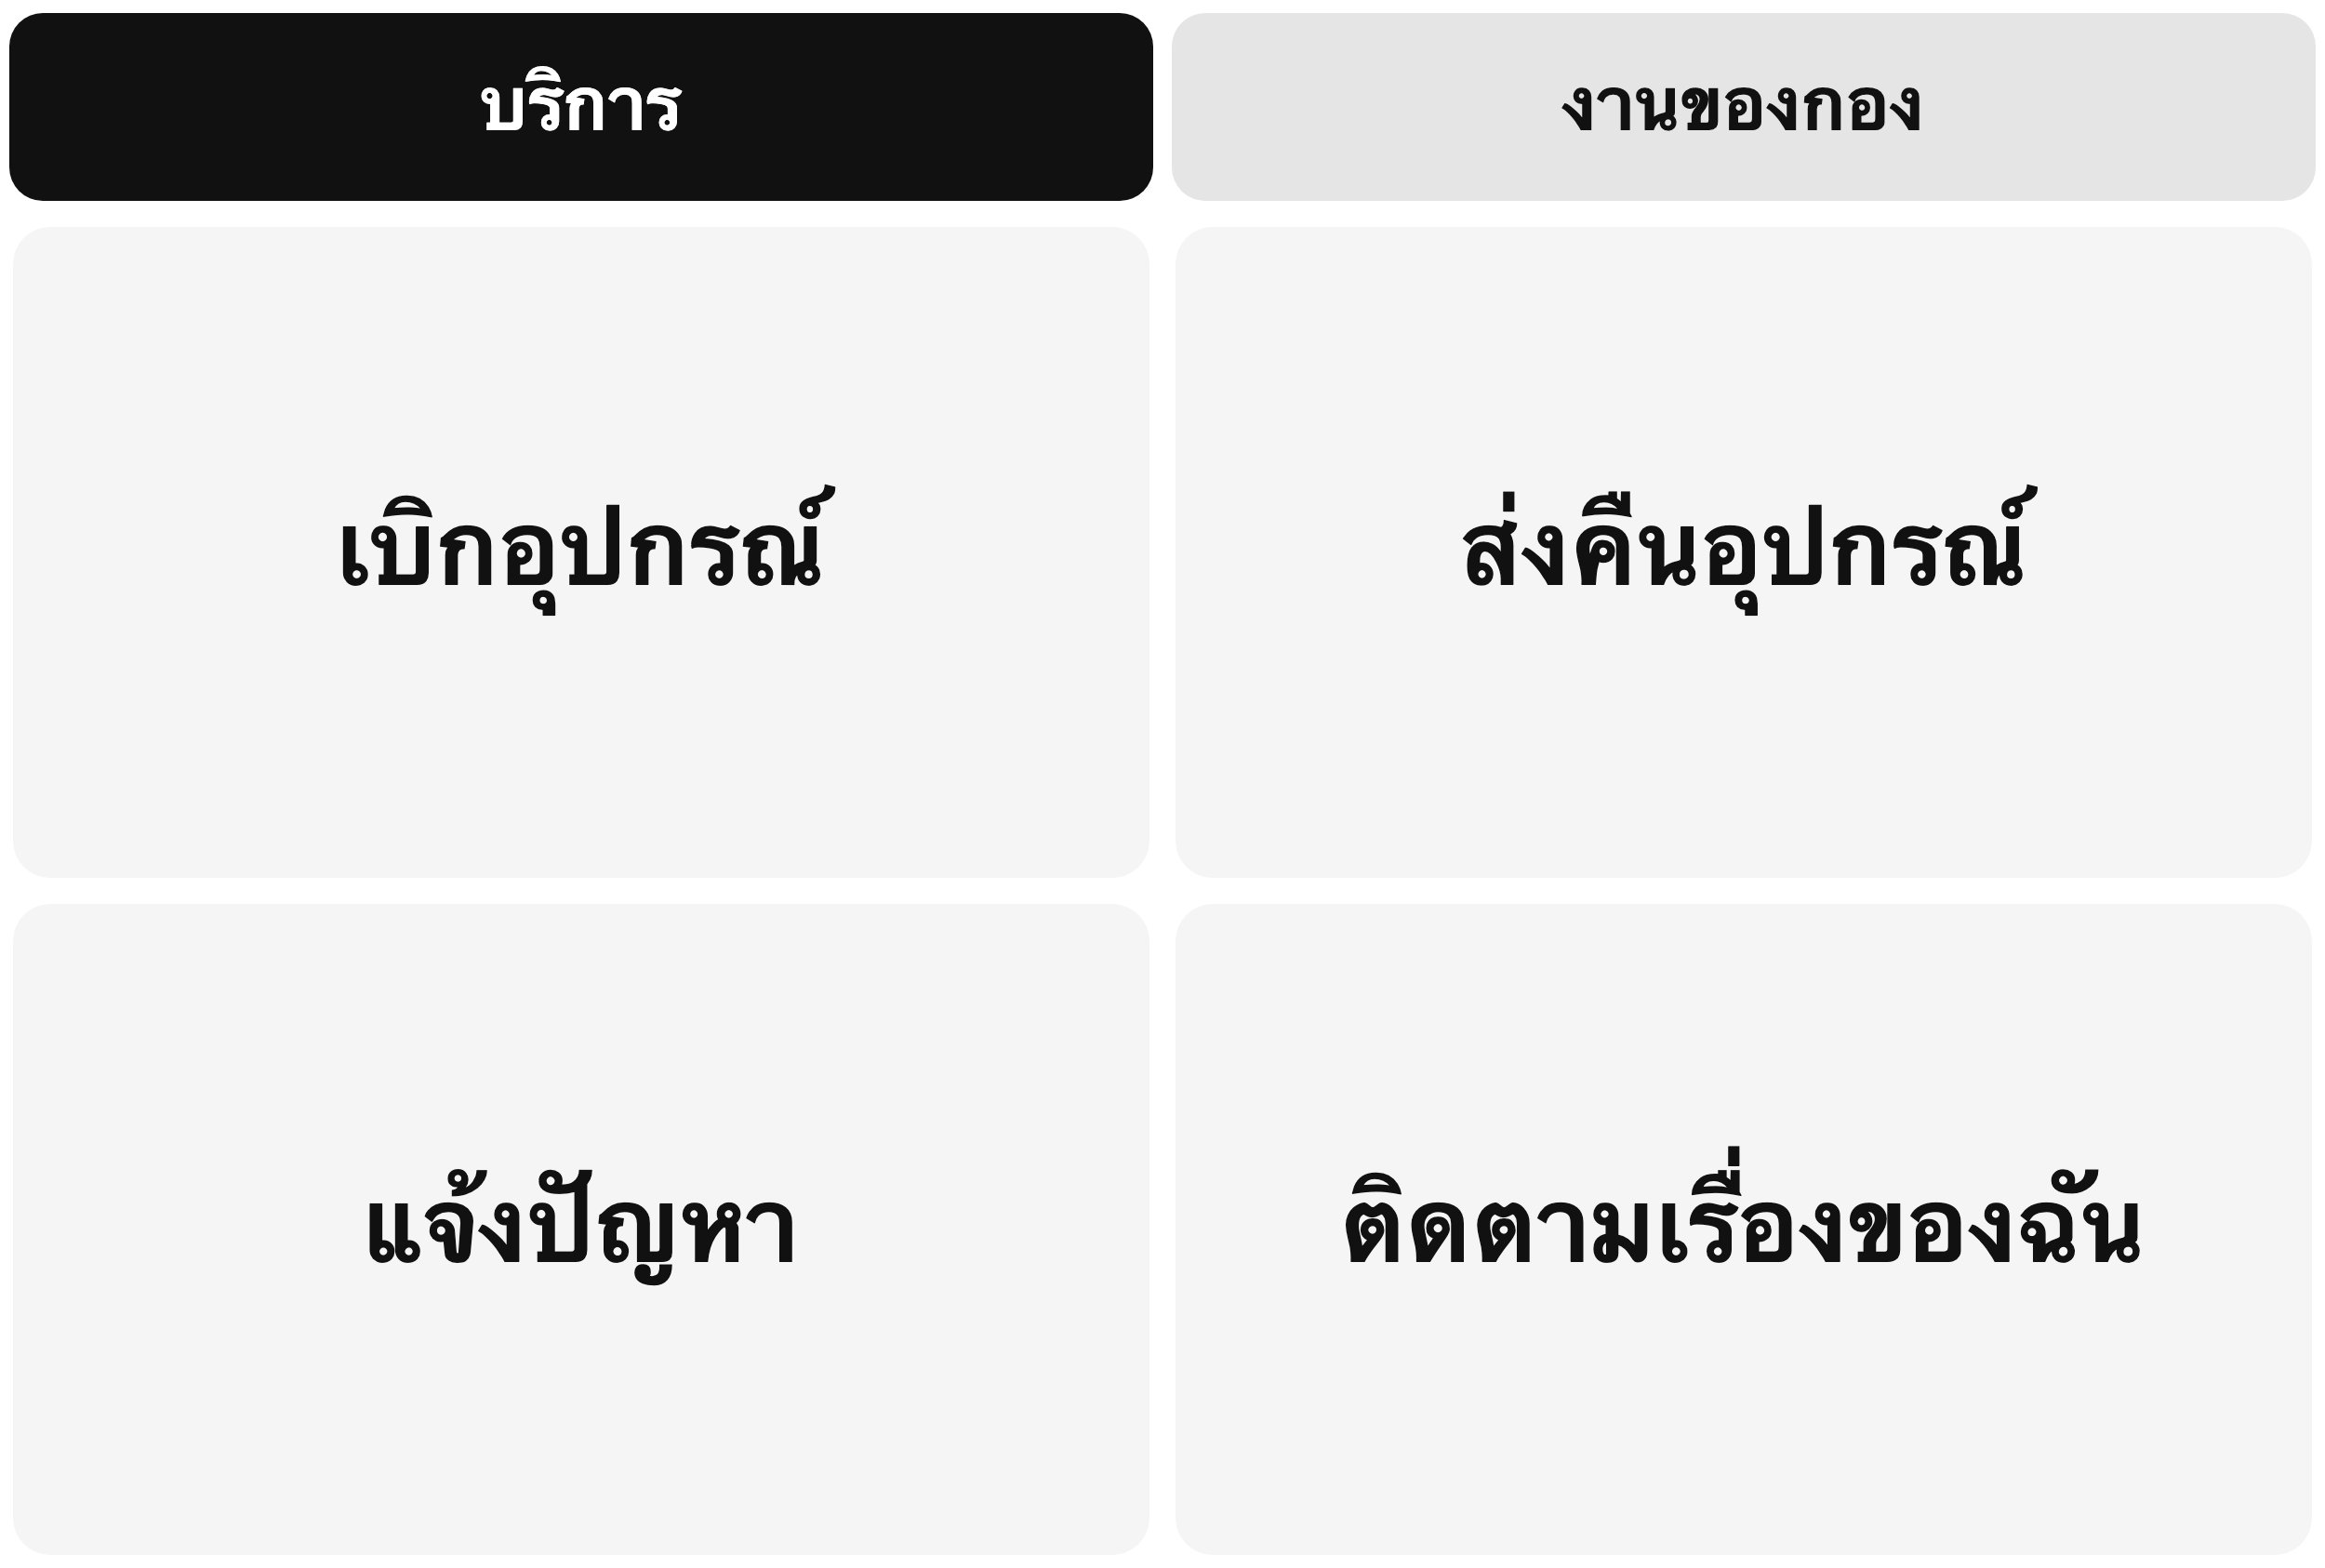 บริการ
งานของกอง
เบิกอุปกรณ์
ส่งคืนอุปกรณ์
แจ้งปัญหา
ติดตามเรื่องของฉัน